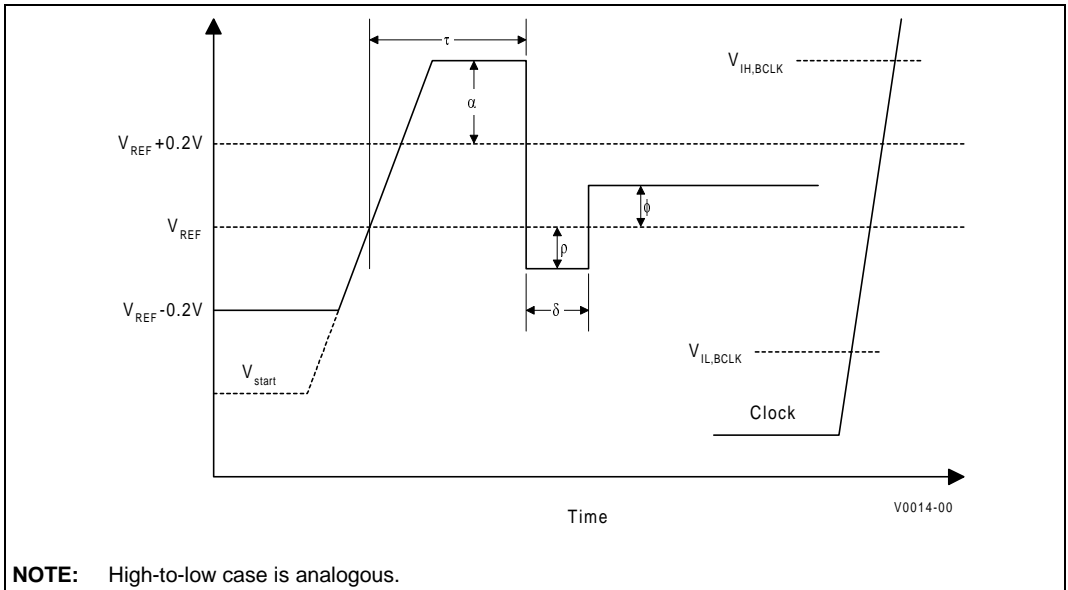 τ
V_IH,BCLK
α
V_REF+0.2V
ϕ
V_REF
ρ
V_REF-0.2V
δ
V_IL,BCLK
V_start
Clock
Time
V0014-00
NOTE: High-to-low case is analogous.